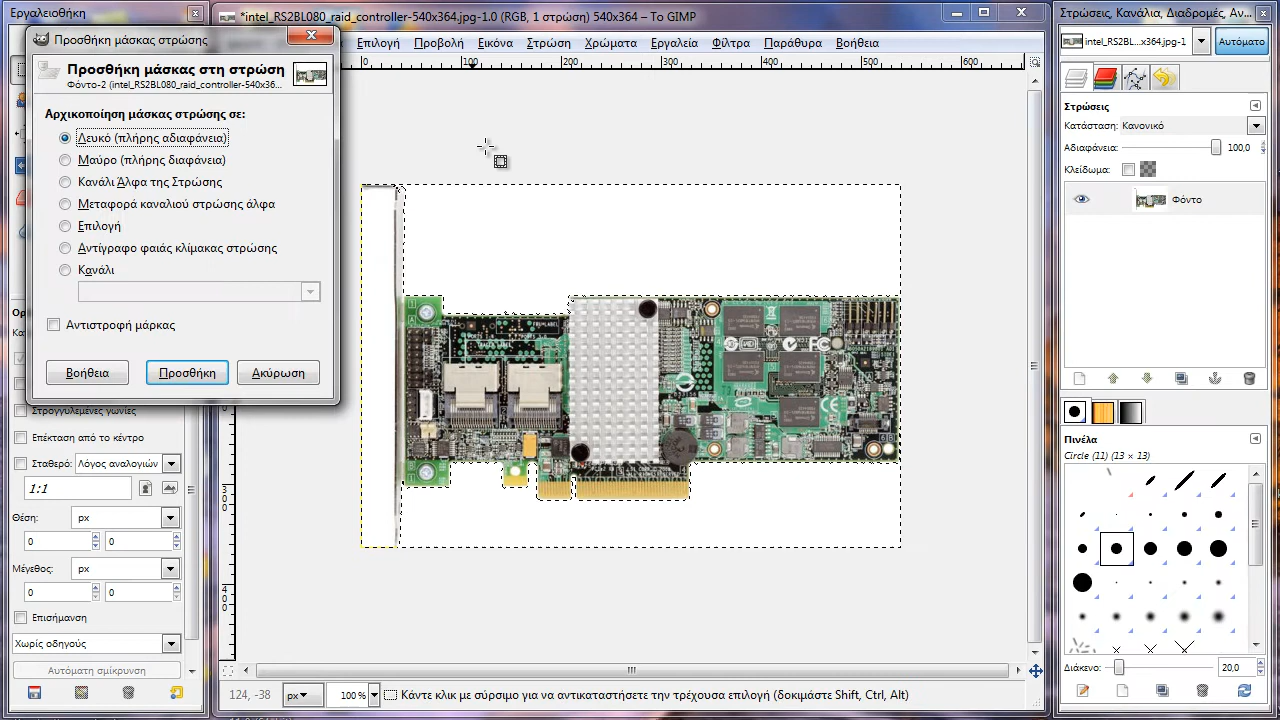 Εργαλειοθήκη
*intel_RS2BL080_raid_controller-540x364.jpg-1.0 (RGB, 1 στρώση) 540x364 – Το GIMP
Στρώσεις, Κανάλια, Διαδρομές, Αν...
Προσθήκη μάσκας στρώσης
Επιλογή Προβολή Εικόνα Στρώση Χρώματα Εργαλεία Φίλτρα Παράθερα Βοήθεια
intel_RS2BL...x364.jpg-1
Αυτόματο
0 100 200 300 400 500 600
Προσθήκη μάσκας στη στρώση
Φόντο-2 (intel_RS2BL080_raid_controller-540x36...
Αρχικοποίηση μάσκας στρώσης σε:
Λευκό (πλήρης αδιαφάνεια)
Μαύρο (πλήρης διαφάνεια)
Κανάλι Άλφα της Στρώσης
Μεταφορά καναλιού στρώσης άλφα
Επιλογή
Αντίγραφο φαιάς κλίμακας στρώσης
Κανάλι
Αντιστροφή μάρκας
Βοήθεια Προσθήκη Ακύρωση
Στρώσεις
Κατάσταση: Κανονικό
Αδιαφάνεια: 100,0
Κλείδωμα:
Φόντο
Πινέλα
Circle (11) (13 × 13)
Διάκενο: 20,0
Στρογγυλεμένες γωνίες
Επέκταση από το κέντρο
Σταθερό: Λόγος αναλογιών
1:1
Θέση: px
0 0
Μέγεθος: px
0 0
Επισήμανση
Χωρίς οδηγούς
Αυτόματη σμίκρυνση
300
400
124, -38 px 100 % Κάντε κλικ με σύρσιμο για να αντικαταστήσετε την τρέχουσα επιλογή (δοκιμάστε Shift, Ctrl, Alt)